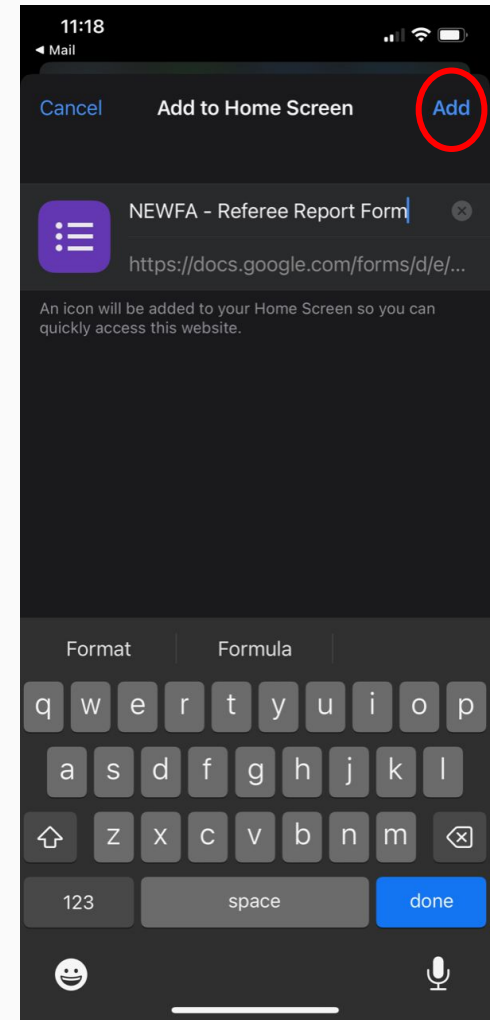 11:18
◀ Mail
Cancel Add to Home Screen Add
NEWFA - Referee Report Form
https://docs.google.com/forms/d/e/...
An icon will be added to your Home Screen so you can
quickly access this website.
Format Formula
q w e r t y u i o p
a s d f g h j k l
z x c v b n m
123 space done